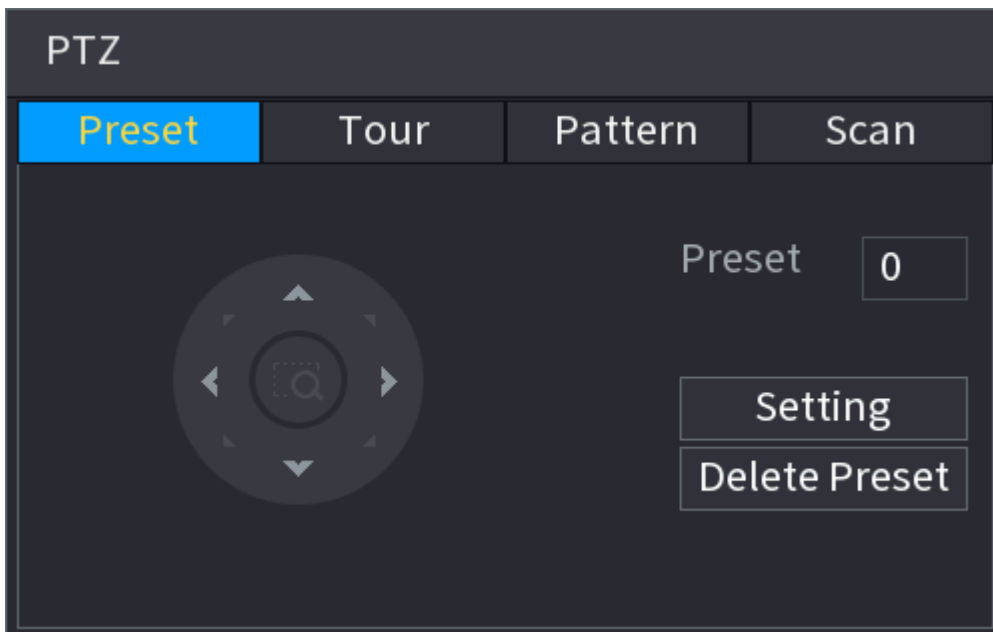 PTZ
Preset Tour Pattern Scan
Preset 0
Setting
Delete Preset